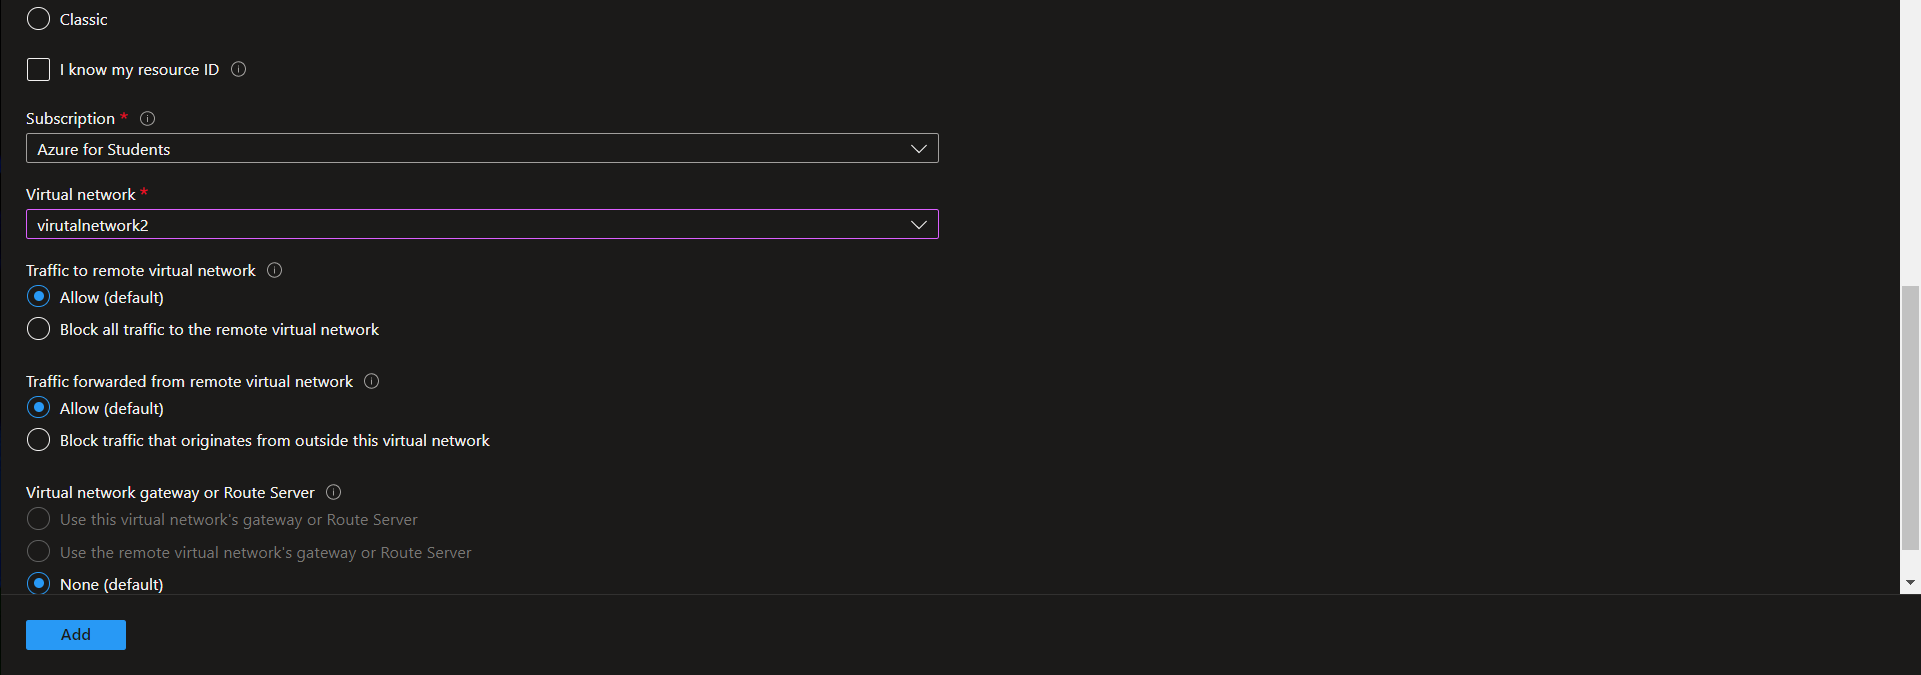 Classic
I know my resource ID
Subscription *
Azure for Students
Virtual network *
virutalnetwork2
Traffic to remote virtual network
Allow (default)
Block all traffic to the remote virtual network
Traffic forwarded from remote virtual network
Allow (default)
Block traffic that originates from outside this virtual network
Virtual network gateway or Route Server
Use this virtual network's gateway or Route Server
Use the remote virtual network's gateway or Route Server
None (default)
Add